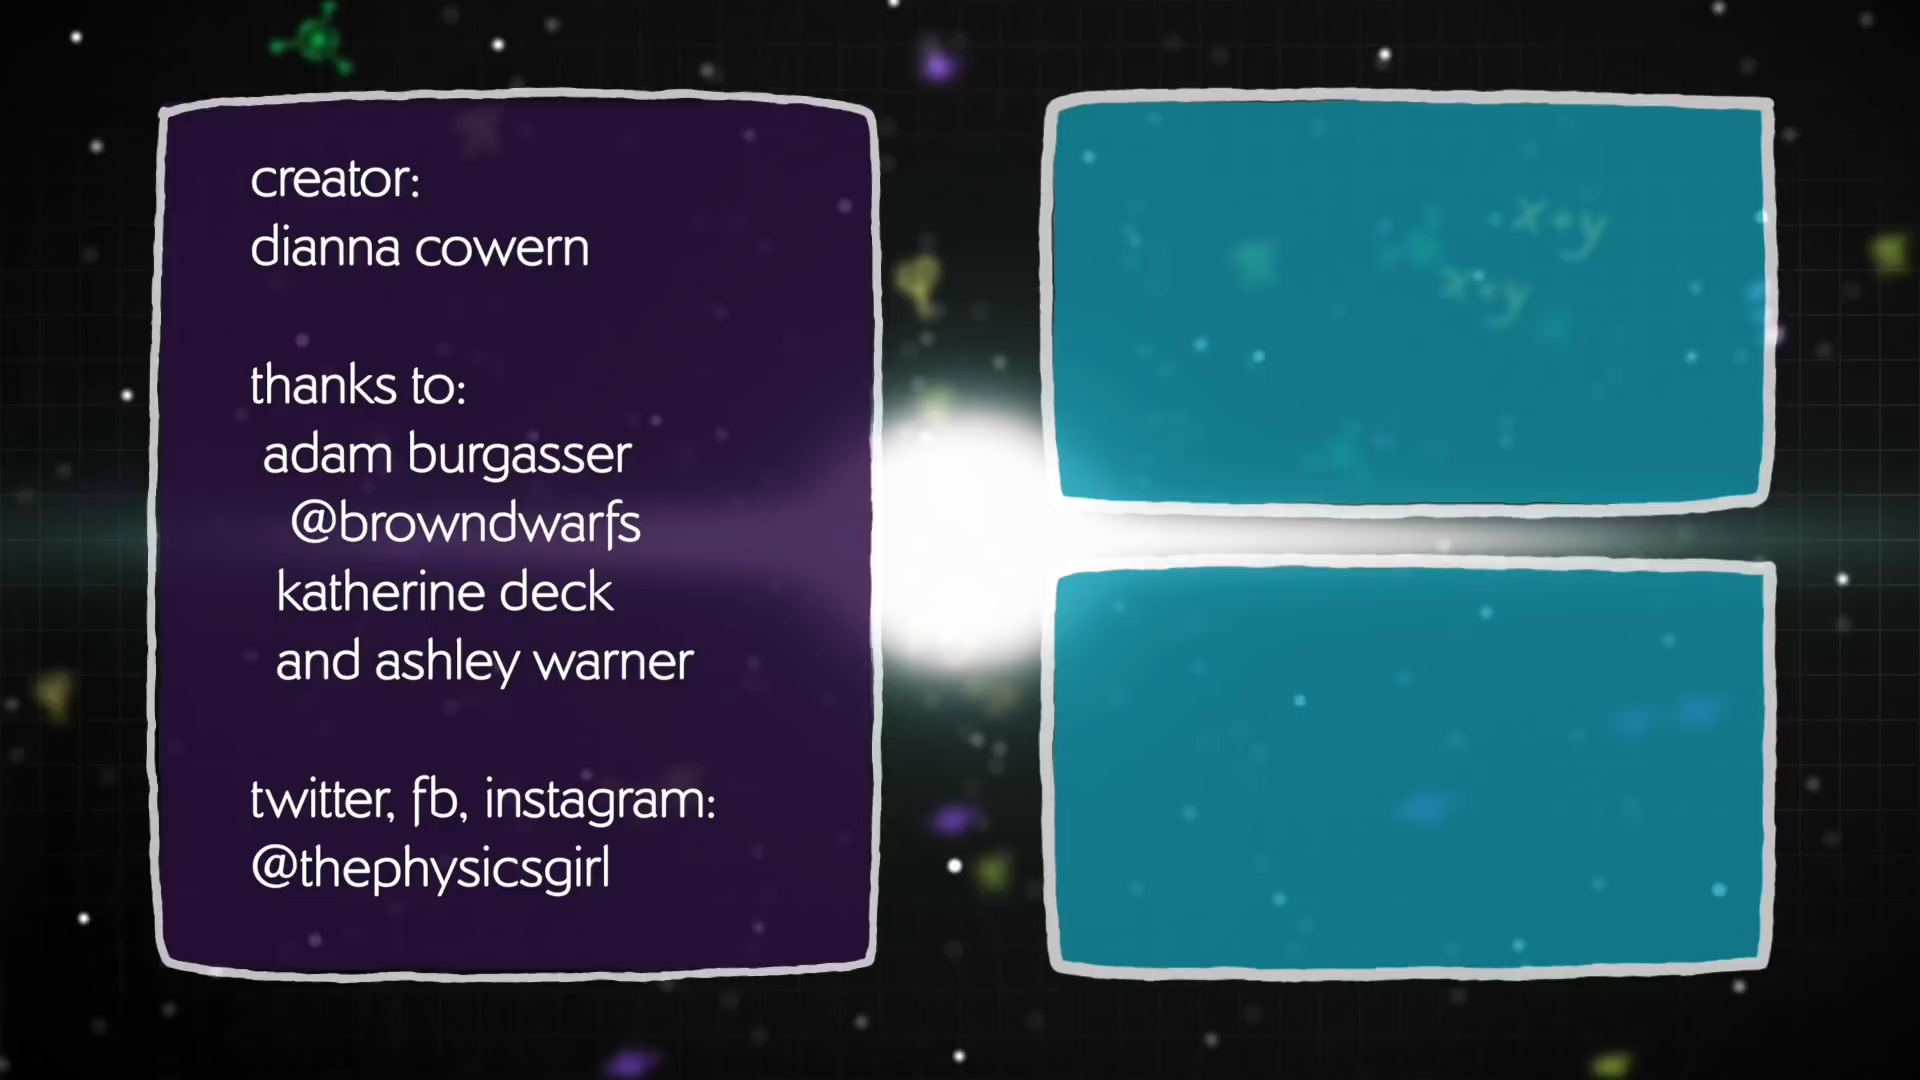 creator:
dianna cowern
thanks to:
adam burgasser
@browndwarfs
katherine deck
and ashley warner
twitter, fb, instagram:
@thephysicsgirl
x+y
x+y